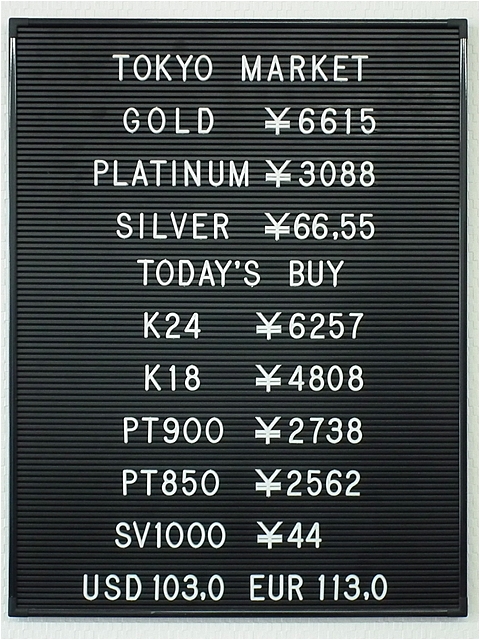 TOKYO MARKET
GOLD ¥6615
PLATINUM ¥3088
SILVER ¥66.55
TODAY'S BUY
K24 ¥6257
K18 ¥4808
PT900 ¥2738
PT850 ¥2562
SV1000 ¥44
USD 103.0 EUR 113.0